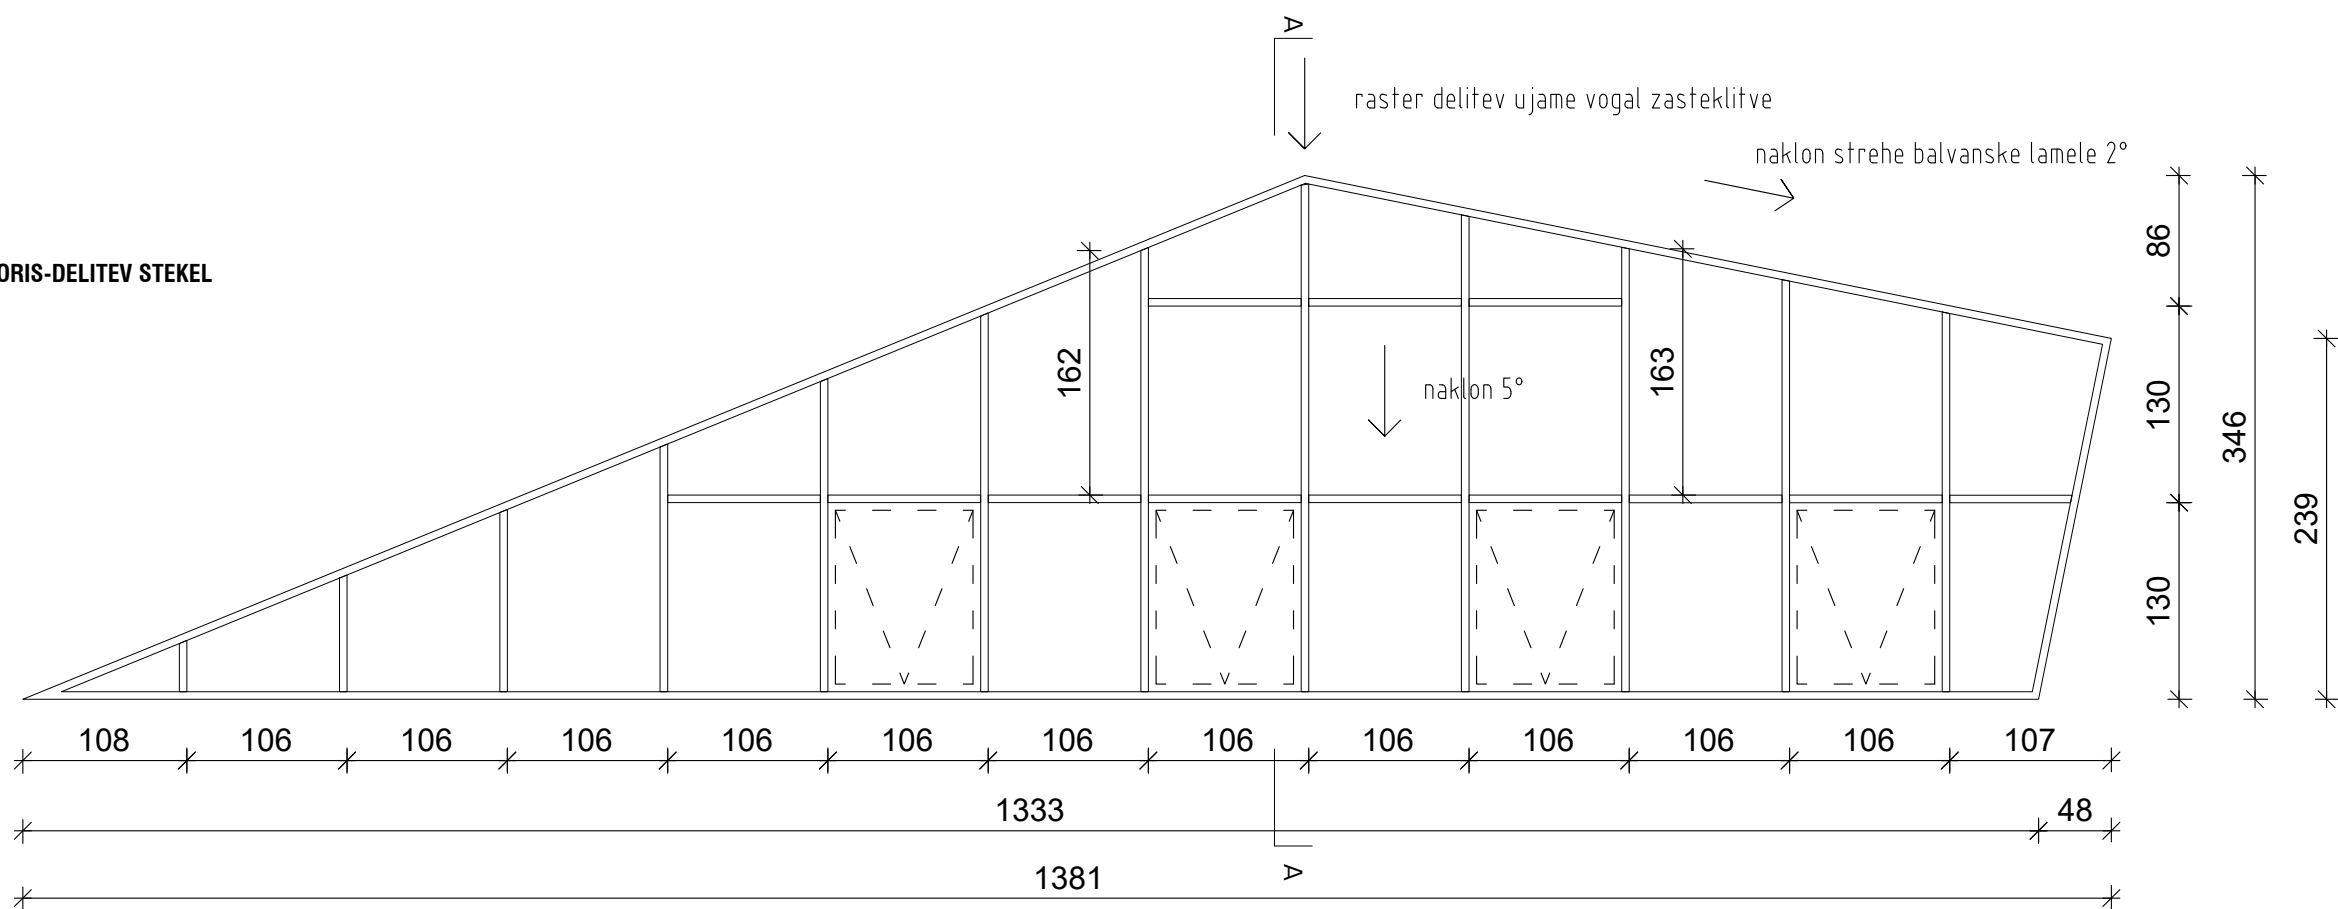 A
raster delitev ujame vogal zasteklitve
naklon strehe balvanske lamele 2°
ORIS-DELITEV STEKEL
86
162
163
naklon 5°
130
346
239
130
108 106 106 106 106 106 106 106 106 106 106 106 107
1333 48
A
1381